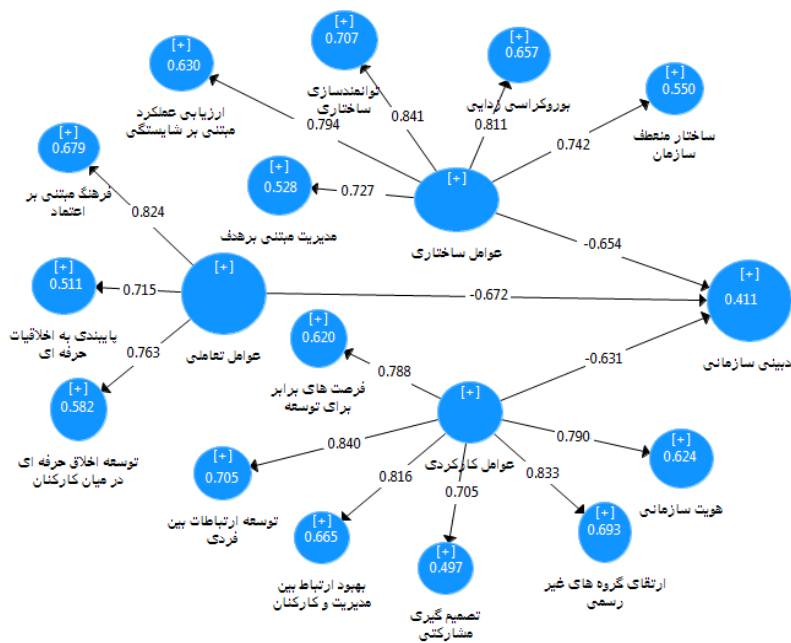 [+]
0.707
توانمندسازی
ساختاری
[+]
0.657
بوروکراسی زدایی
[+]
0.630
ارزیابی عملکرد
مبتنی بر شایستگی
[+]
0.550
ساختار منعطف
سازمان
0.794
0.841
0.811
0.742
[+]
0.679
فرهنگ مبتنی بر
اعتماد
[+]
0.528
مدیریت مبتنی برهدف
0.727
[+]
عوامل ساختاری
0.824
-0.654
[+]
0.511
پایبندی به اخلاقیات
حرفه ای
0.715
[+]
عوامل تعاملی
-0.672
[+]
0.411
دبینی سازمانی
0.763
[+]
0.620
فرصت های برابر
برای توسعه
0.788
-0.631
[+]
0.582
توسعه اخلاق حرفه ای
در میان کارکنان
[+]
عوامل کارکردی
0.840
0.816
0.705
0.833
0.790
[+]
0.705
توسعه ارتباطات بین
فردی
[+]
0.624
هویت سازمانی
[+]
0.665
بهبود ارتباط بین
مدیریت و کارکنان
[+]
0.497
تصمیم گیری
مشارکتی
[+]
0.693
ارتقای گروه های غیر
رسمی